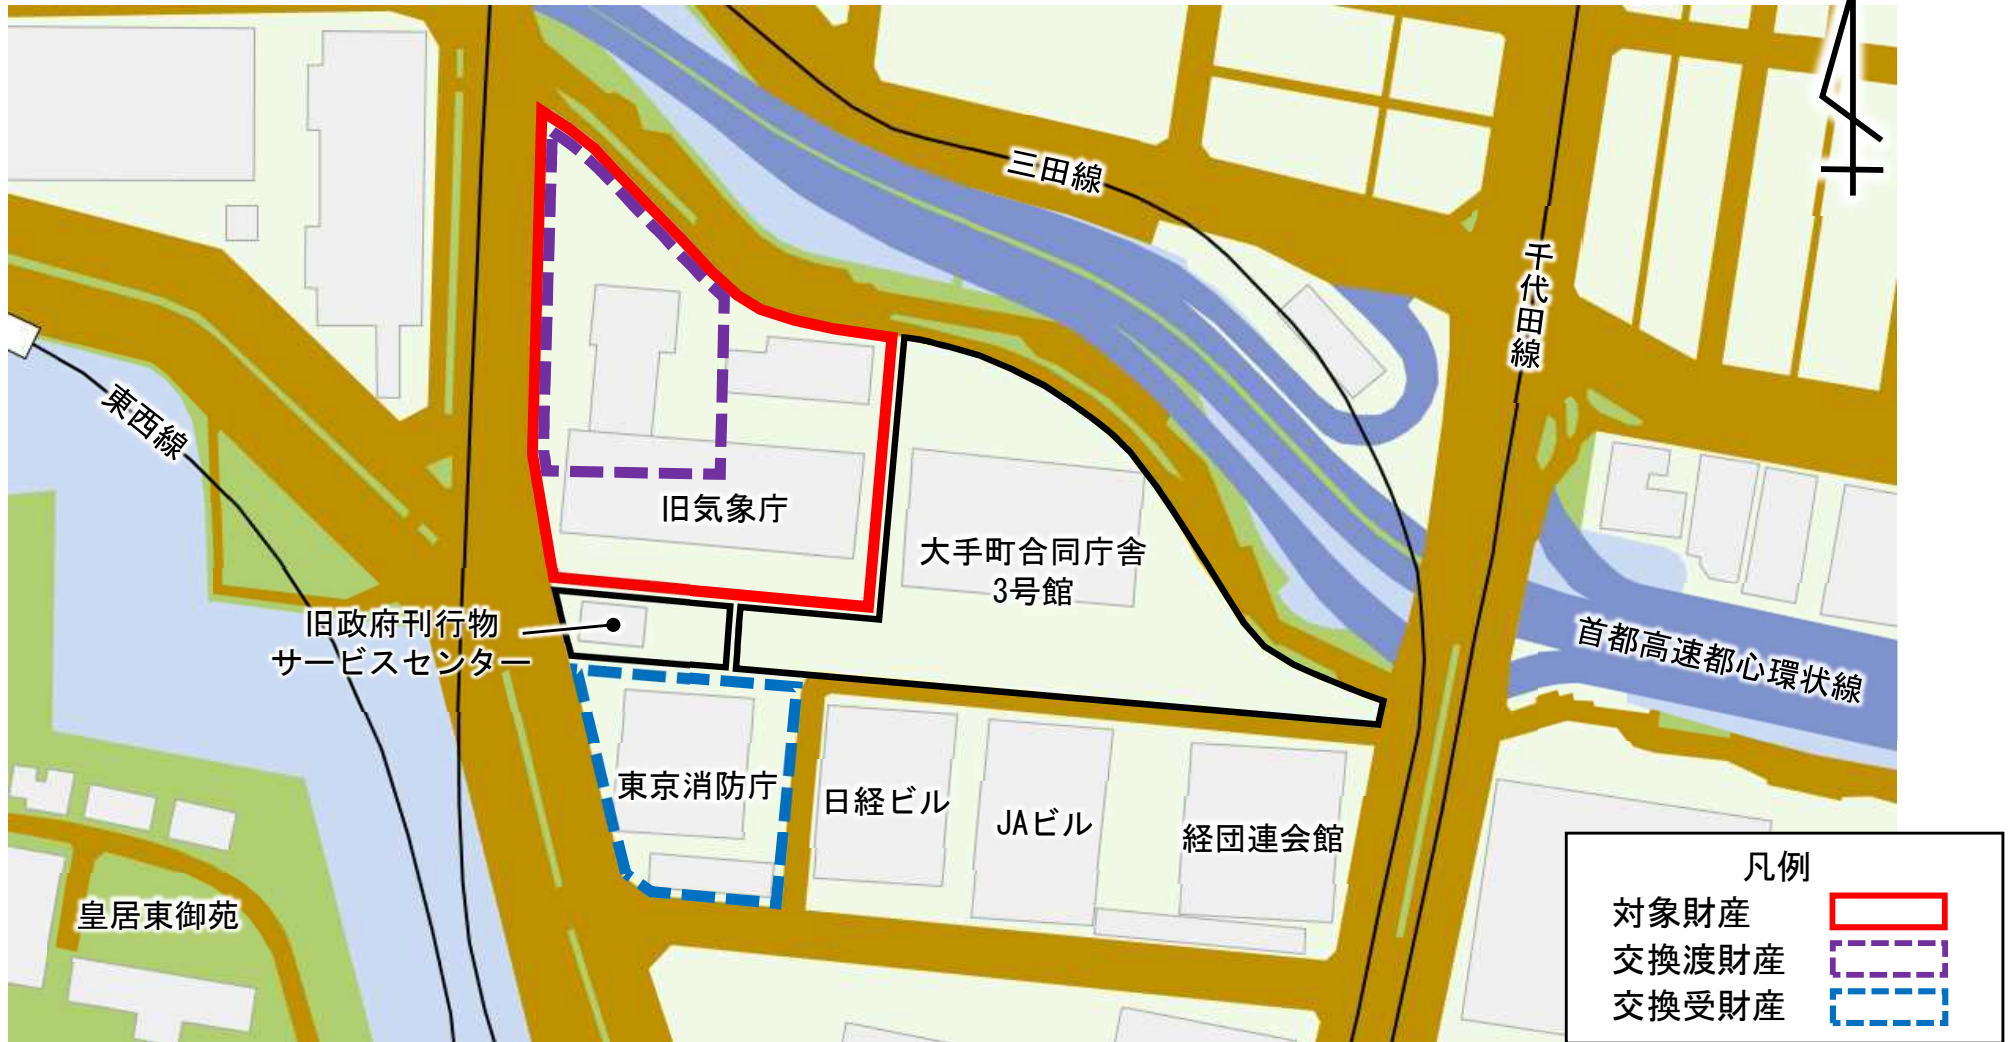 三田線
千代田線
東西線
旧気象庁
大手町合同庁舎
3号館
旧政府刊行物
サービスセンター
首都高速都心環状線
東京消防庁
日経ビル
JAビル
経団連会館
皇居東御苑
凡例
対象財産
交換渡財産
交換受財産